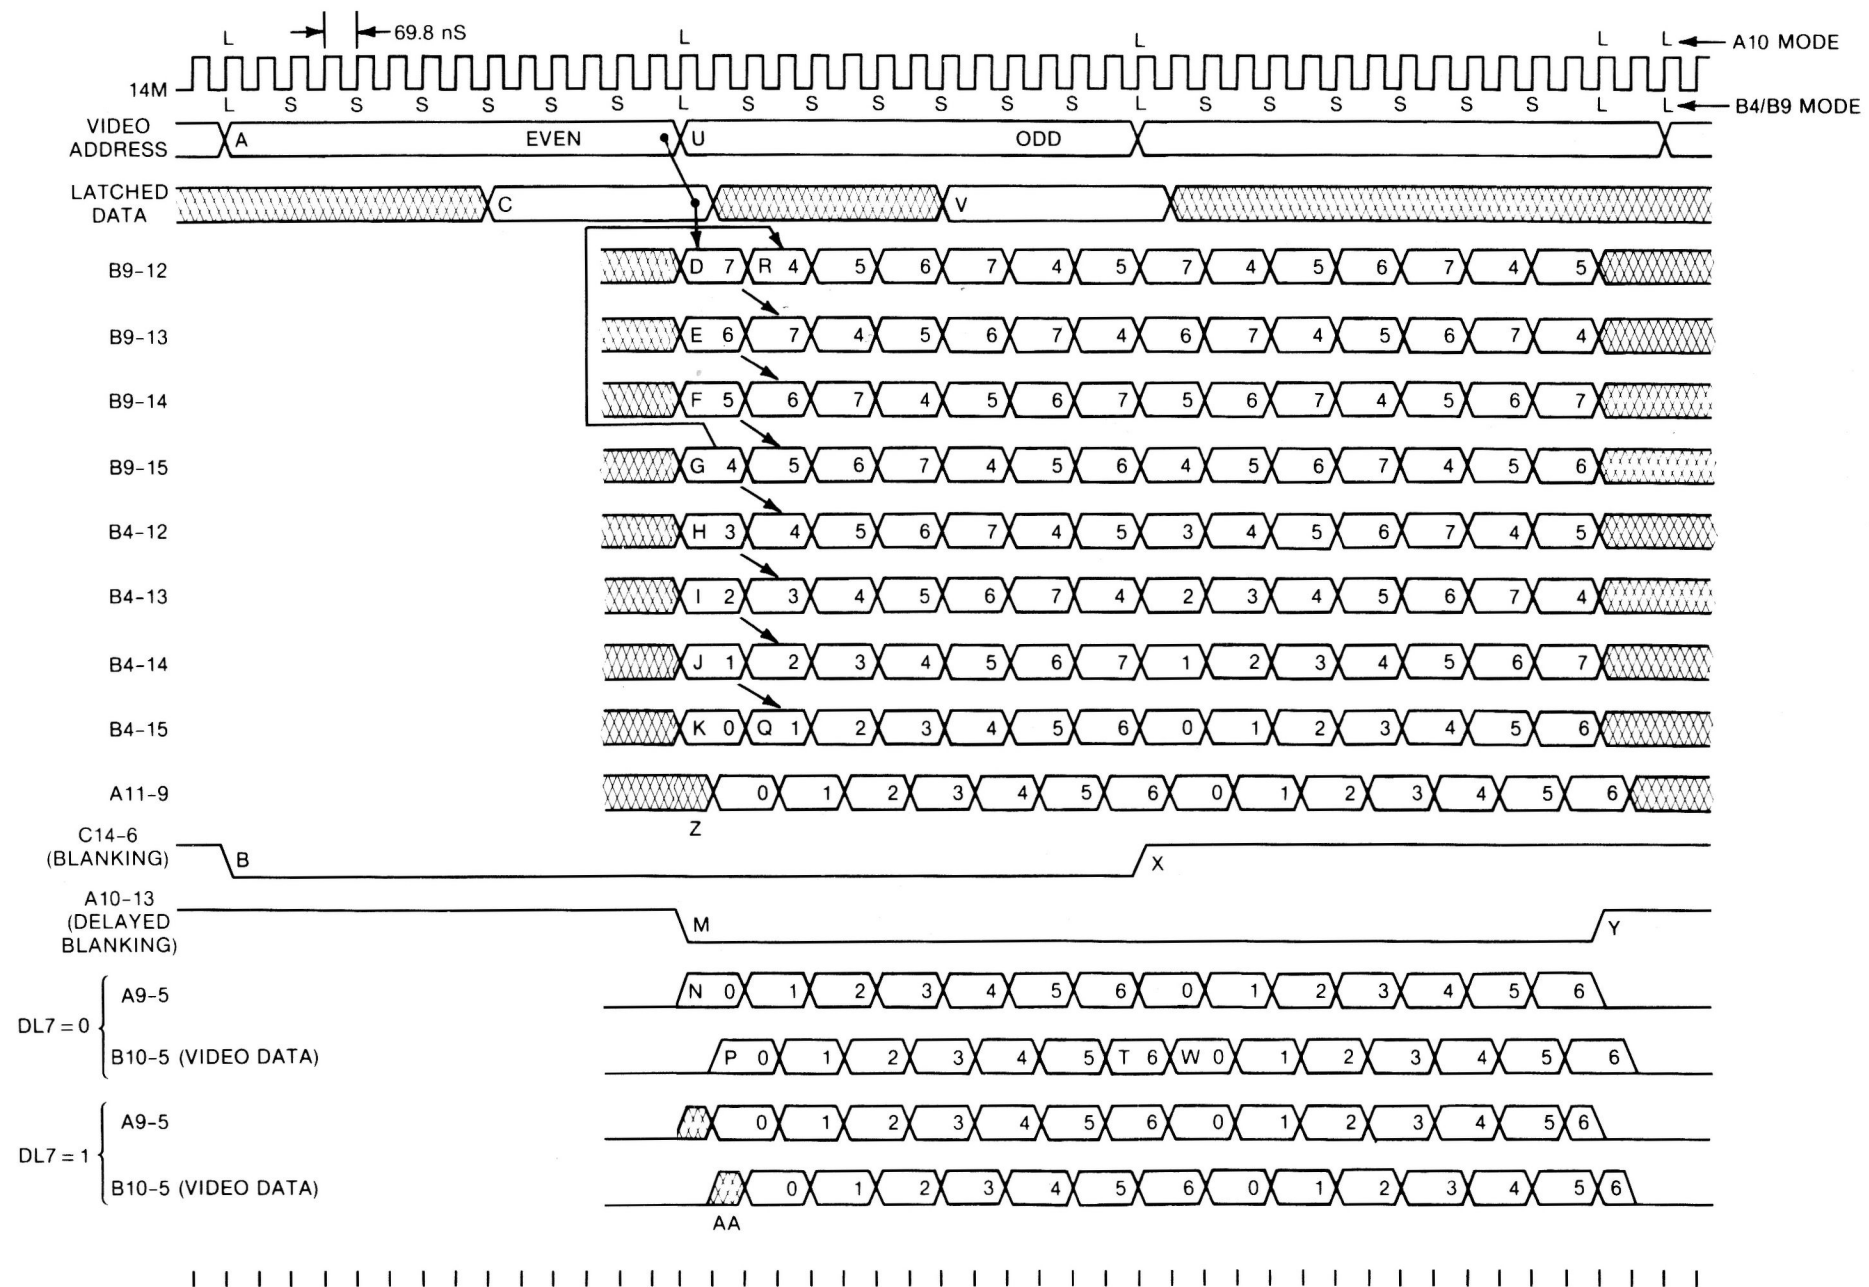 L L L L L A10 MODE
69.8 nS
14M
L S S S S S S L S S S S S S L S S S S S S L L B4/B9 MODE
VIDEO
ADDRESS
A EVEN U ODD
LATCHED
DATA
C V
B9-12 D 7 R 4 5 6 7 4 5 7 4 5 6 7 4 5
B9-13 E 6 7 4 5 6 7 4 6 7 4 5 6 7 4
B9-14 F 5 6 7 4 5 6 7 5 6 7 4 5 6 7
B9-15 G 4 5 6 7 4 5 6 4 5 6 7 4 5 6
B4-12 H 3 4 5 6 7 4 5 3 4 5 6 7 4 5
B4-13 I 2 3 4 5 6 7 4 2 3 4 5 6 7 4
B4-14 J 1 2 3 4 5 6 7 1 2 3 4 5 6 7
B4-15 K 0 Q 1 2 3 4 5 6 0 1 2 3 4 5 6
A11-9 0 1 2 3 4 5 6 0 1 2 3 4 5 6
Z
C14-6
(BLANKING)
B X
A10-13
(DELAYED
BLANKING)
M Y
DL7 = 0
A9-5 N 0 1 2 3 4 5 6 0 1 2 3 4 5 6
B10-5 (VIDEO DATA) P 0 1 2 3 4 5 T 6 W 0 1 2 3 4 5 6
DL7 = 1
A9-5 0 1 2 3 4 5 6 0 1 2 3 4 5 6
B10-5 (VIDEO DATA) 0 1 2 3 4 5 6 0 1 2 3 4 5 6
AA